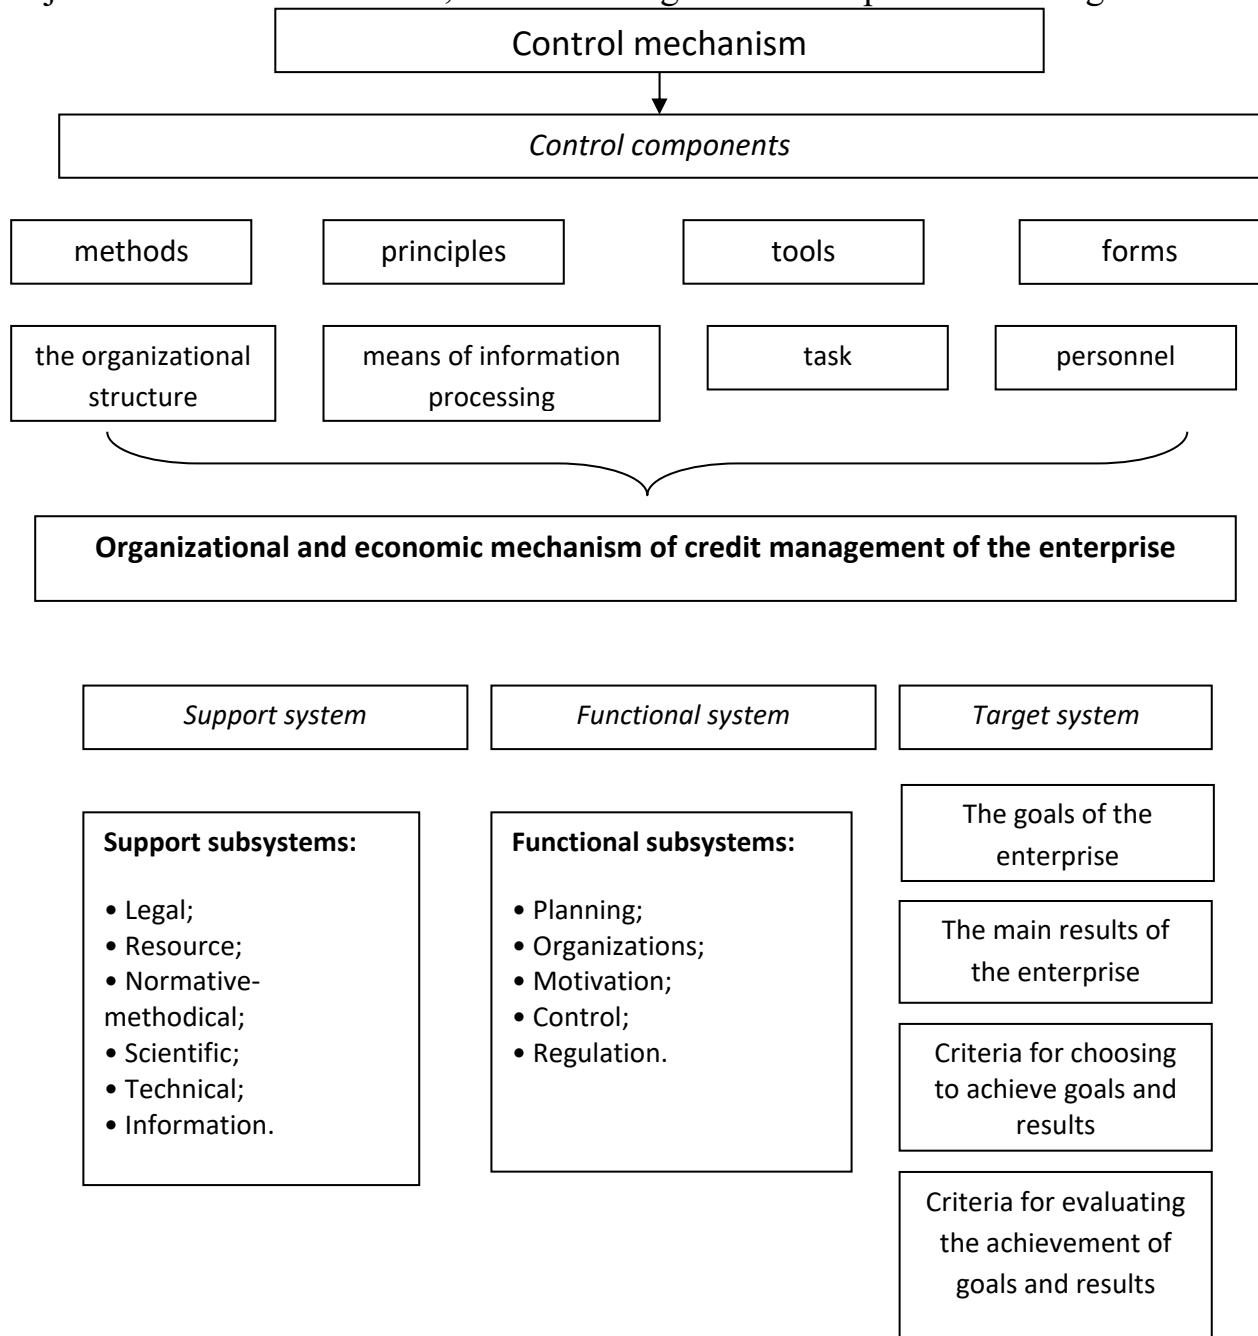 Control mechanism
Control components
methods
principles
tools
forms
the organizational
structure
means of information
processing
task
personnel
Organizational and economic mechanism of credit management of the enterprise
Support system
Functional system
Target system
Support subsystems:
• Legal;
• Resource;
• Normative-
methodical;
• Scientific;
• Technical;
• Information.
Functional subsystems:
• Planning;
• Organizations;
• Motivation;
• Control;
• Regulation.
The goals of the
enterprise
The main results of
the enterprise
Criteria for choosing
to achieve goals and
results
Criteria for evaluating
the achievement of
goals and results